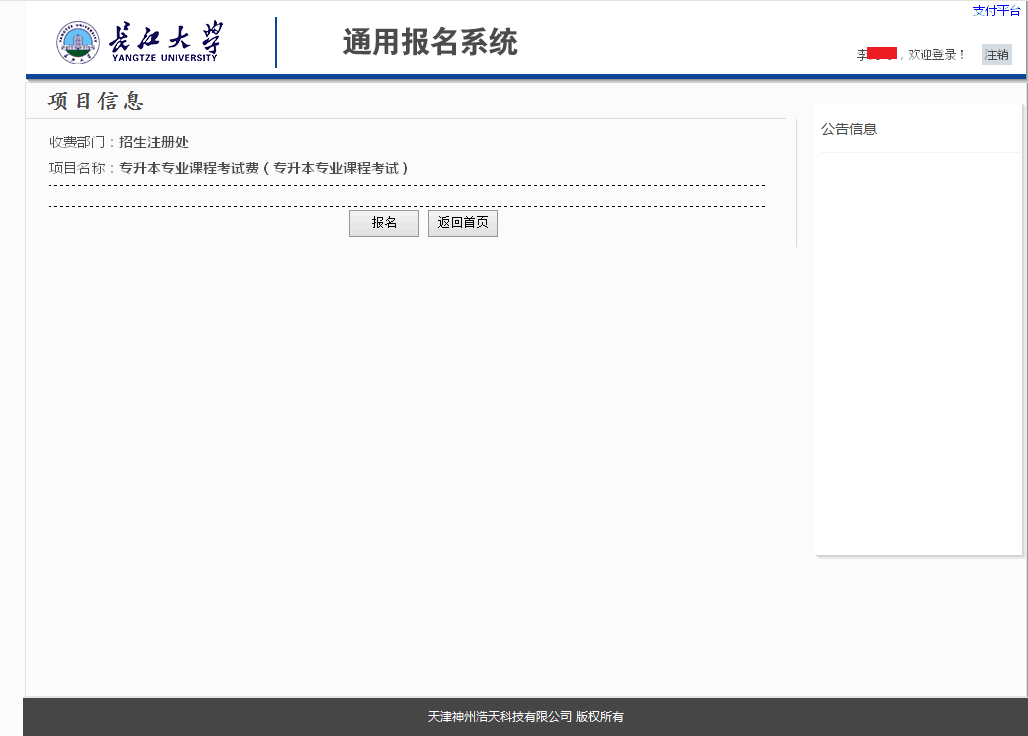 支付平台
长江大学
YANGTZE UNIVERSITY
通用报名系统
李
，欢迎登录！
注销
项目信息
收费部门：招生注册处
项目名称：专升本专业课程考试费（专升本专业课程考试）
报名
返回首页
公告信息
天津神州浩天科技有限公司 版权所有